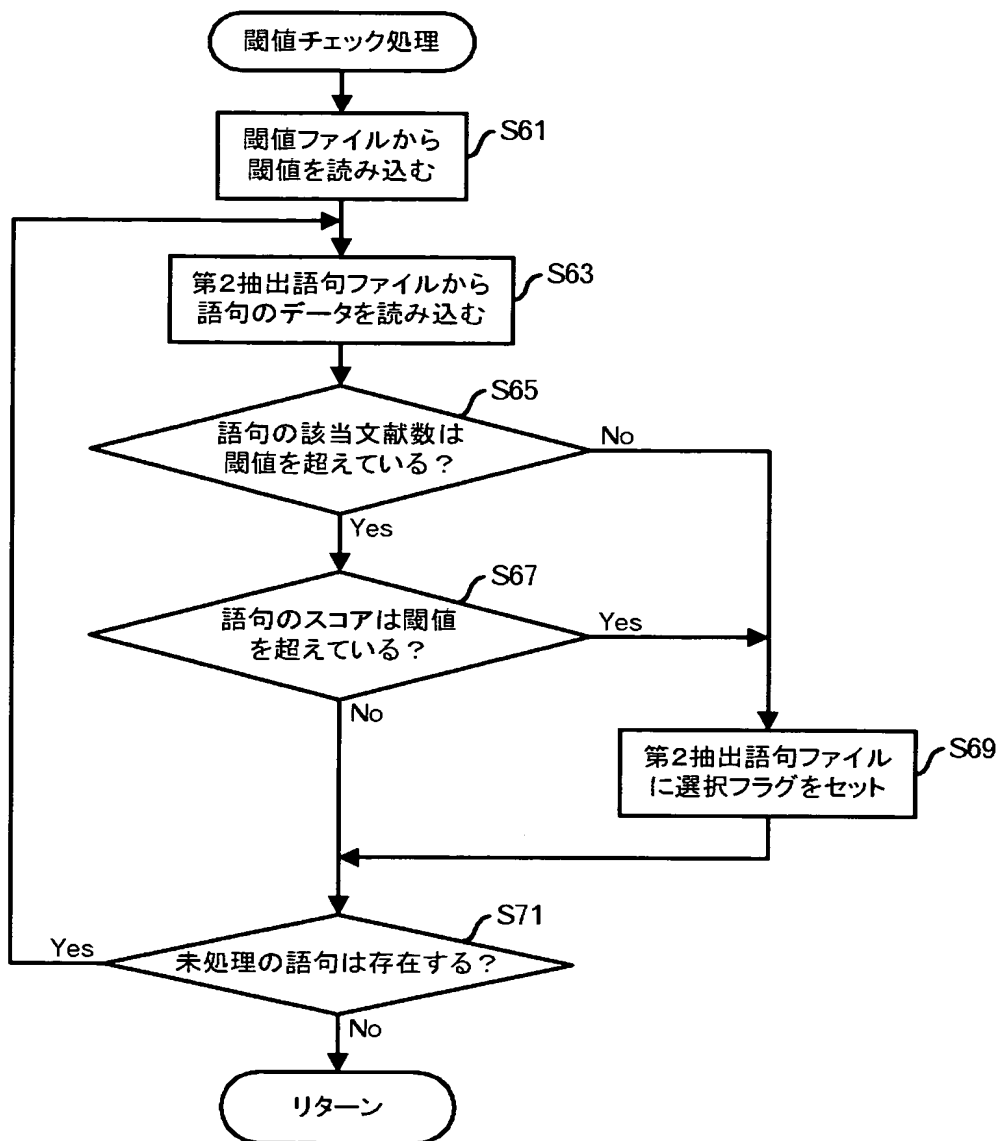 閾値チェック処理
閾値ファイルから
閾値を読み込む
S61
第2抽出語句ファイルから
語句のデータを読み込む
S63
語句の該当文献数は
閾値を超えている?
S65
No
Yes
語句のスコアは閾値
を超えている?
S67
Yes
No
第2抽出語句ファイル
に選択フラグをセット
S69
未処理の語句は存在する?
S71
Yes
No
リターン